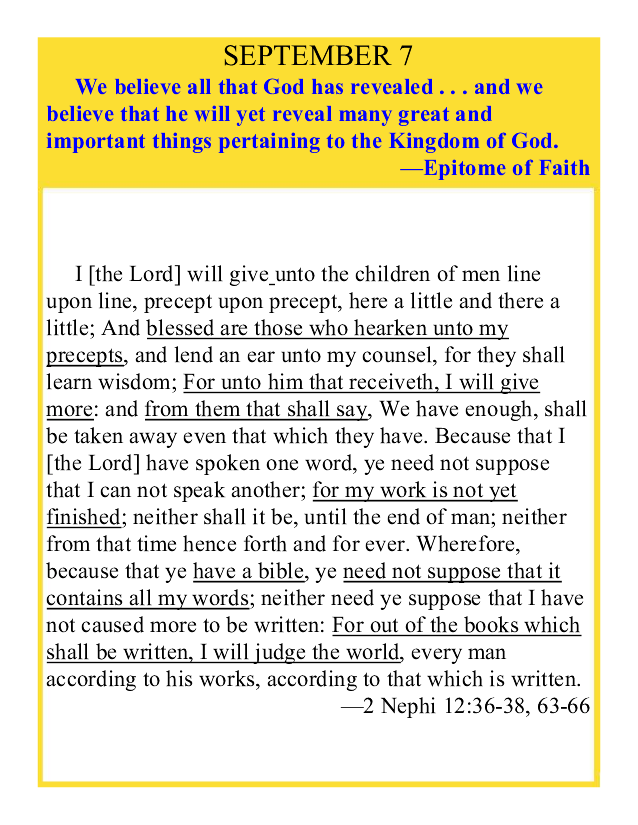 SEPTEMBER 7
We believe all that God has revealed . . . and we
believe that he will yet reveal many great and
important things pertaining to the Kingdom of God.
—Epitome of Faith
I [the Lord] will give unto the children of men line
upon line, precept upon precept, here a little and there a
little; And blessed are those who hearken unto my
precepts, and lend an ear unto my counsel, for they shall
learn wisdom; For unto him that receiveth, I will give
more: and from them that shall say, We have enough, shall
be taken away even that which they have. Because that I
[the Lord] have spoken one word, ye need not suppose
that I can not speak another; for my work is not yet
finished; neither shall it be, until the end of man; neither
from that time hence forth and for ever. Wherefore,
because that ye have a bible, ye need not suppose that it
contains all my words; neither need ye suppose that I have
not caused more to be written: For out of the books which
shall be written, I will judge the world, every man
according to his works, according to that which is written.
—2 Nephi 12:36-38, 63-66